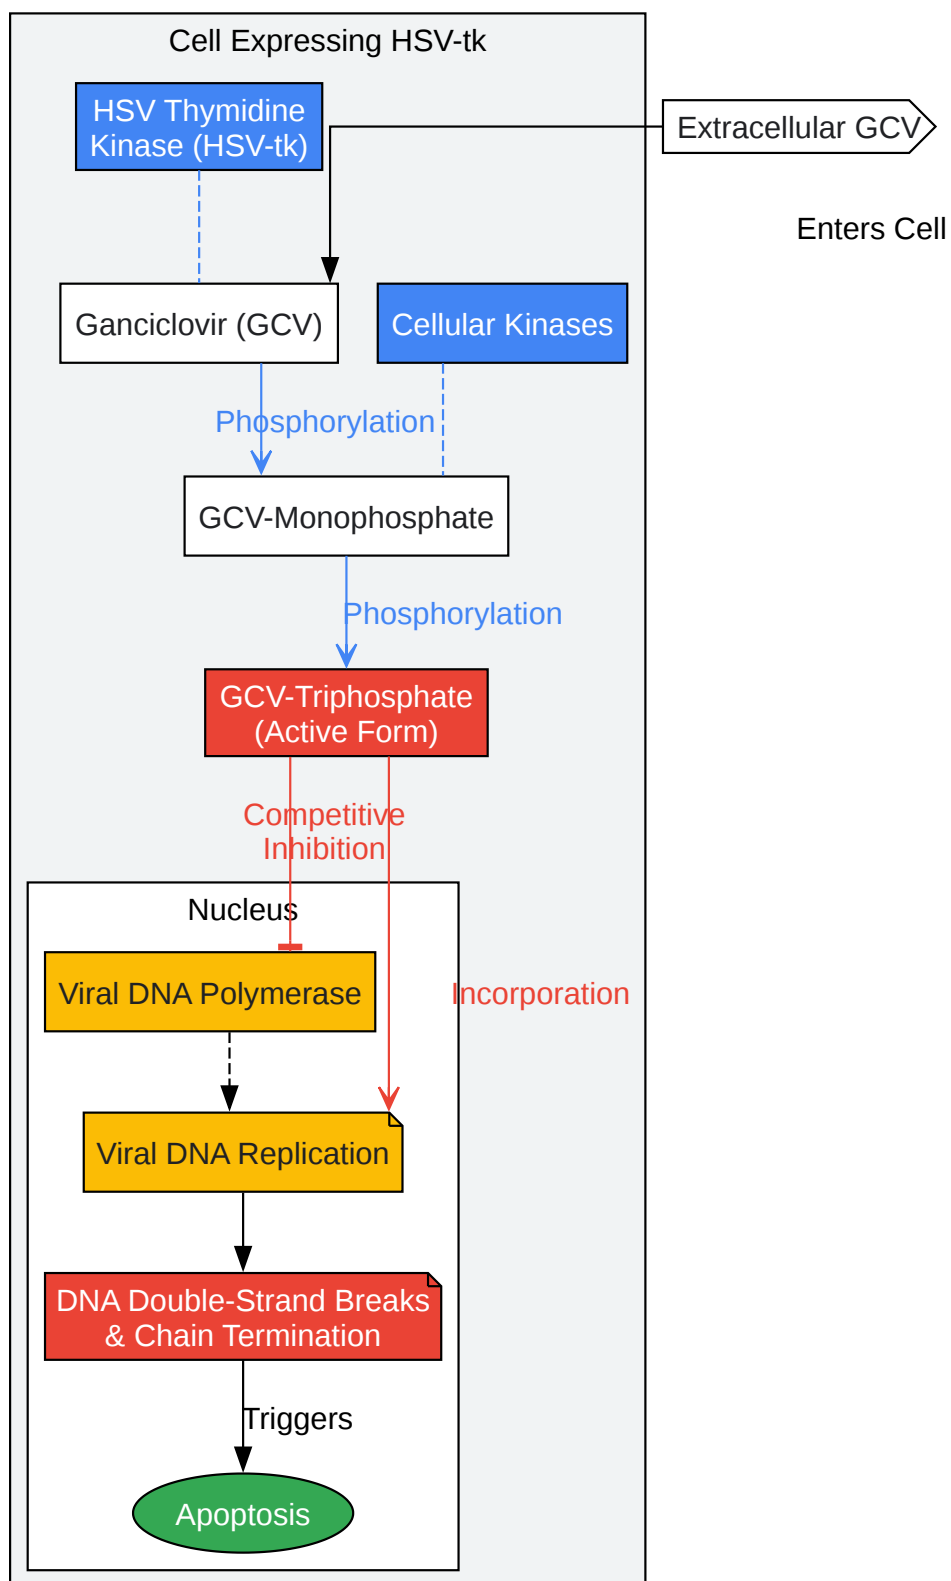 Cell Expressing HSV-tk
HSV Thymidine
Kinase (HSV-tk)
Extracellular GCV
Enters Cell
Ganciclovir (GCV)
Cellular Kinases
Phosphorylation
GCV-Monophosphate
Phosphorylation
GCV-Triphosphate
(Active Form)
Competitive
Inhibition
Nucleus
Viral DNA Polymerase
Incorporation
Viral DNA Replication
DNA Double-Strand Breaks
& Chain Termination
Triggers
Apoptosis